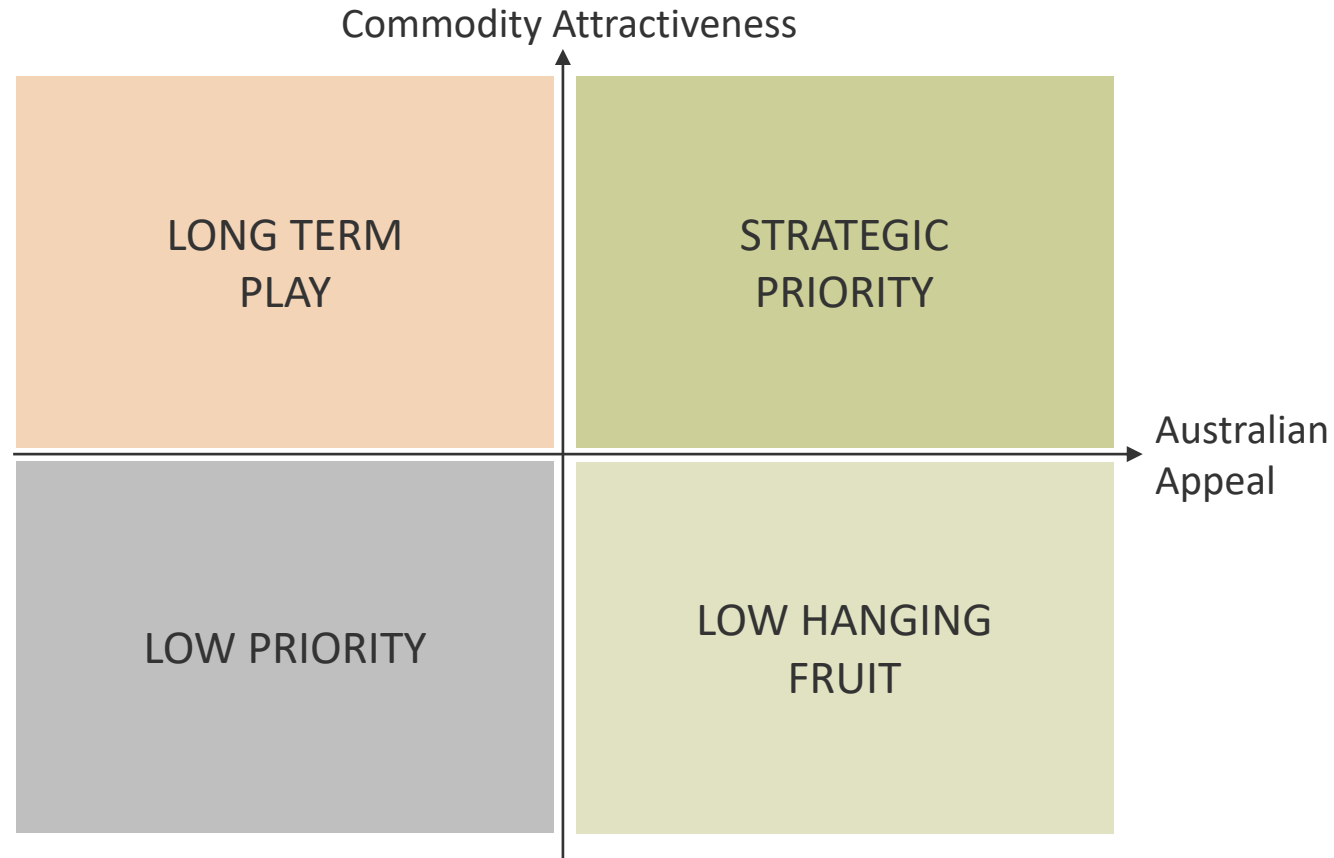 Commodity Attractiveness
LONG TERM
PLAY
STRATEGIC
PRIORITY
Australian
Appeal
LOW PRIORITY
LOW HANGING
FRUIT